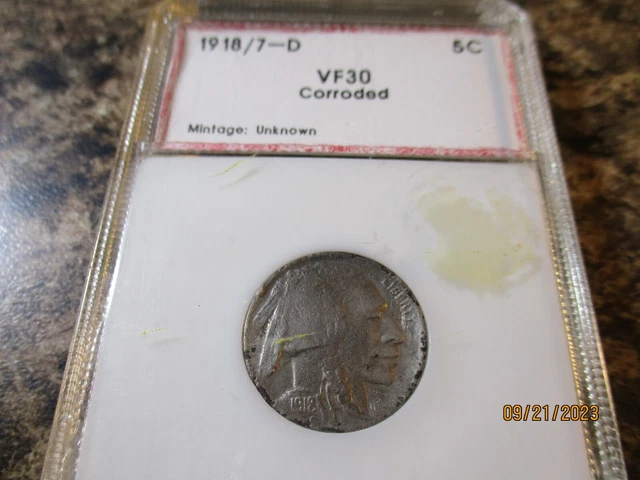 1918/7-D 5C
VF30
Corroded
Mintage: Unknown
LIBERTY
1918
09/21/2023